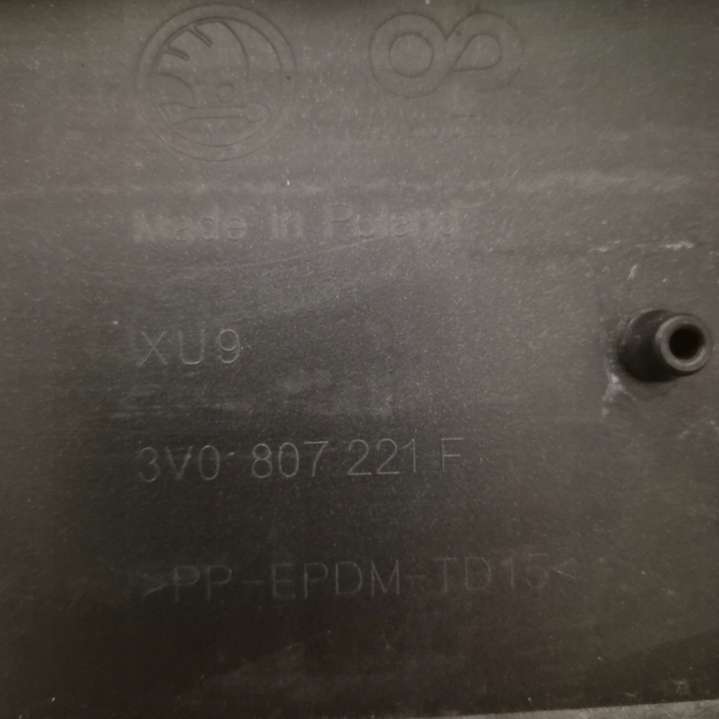 Made in Poland
XU9
3V0 807 221 F
>PP-EPDM-TD15<